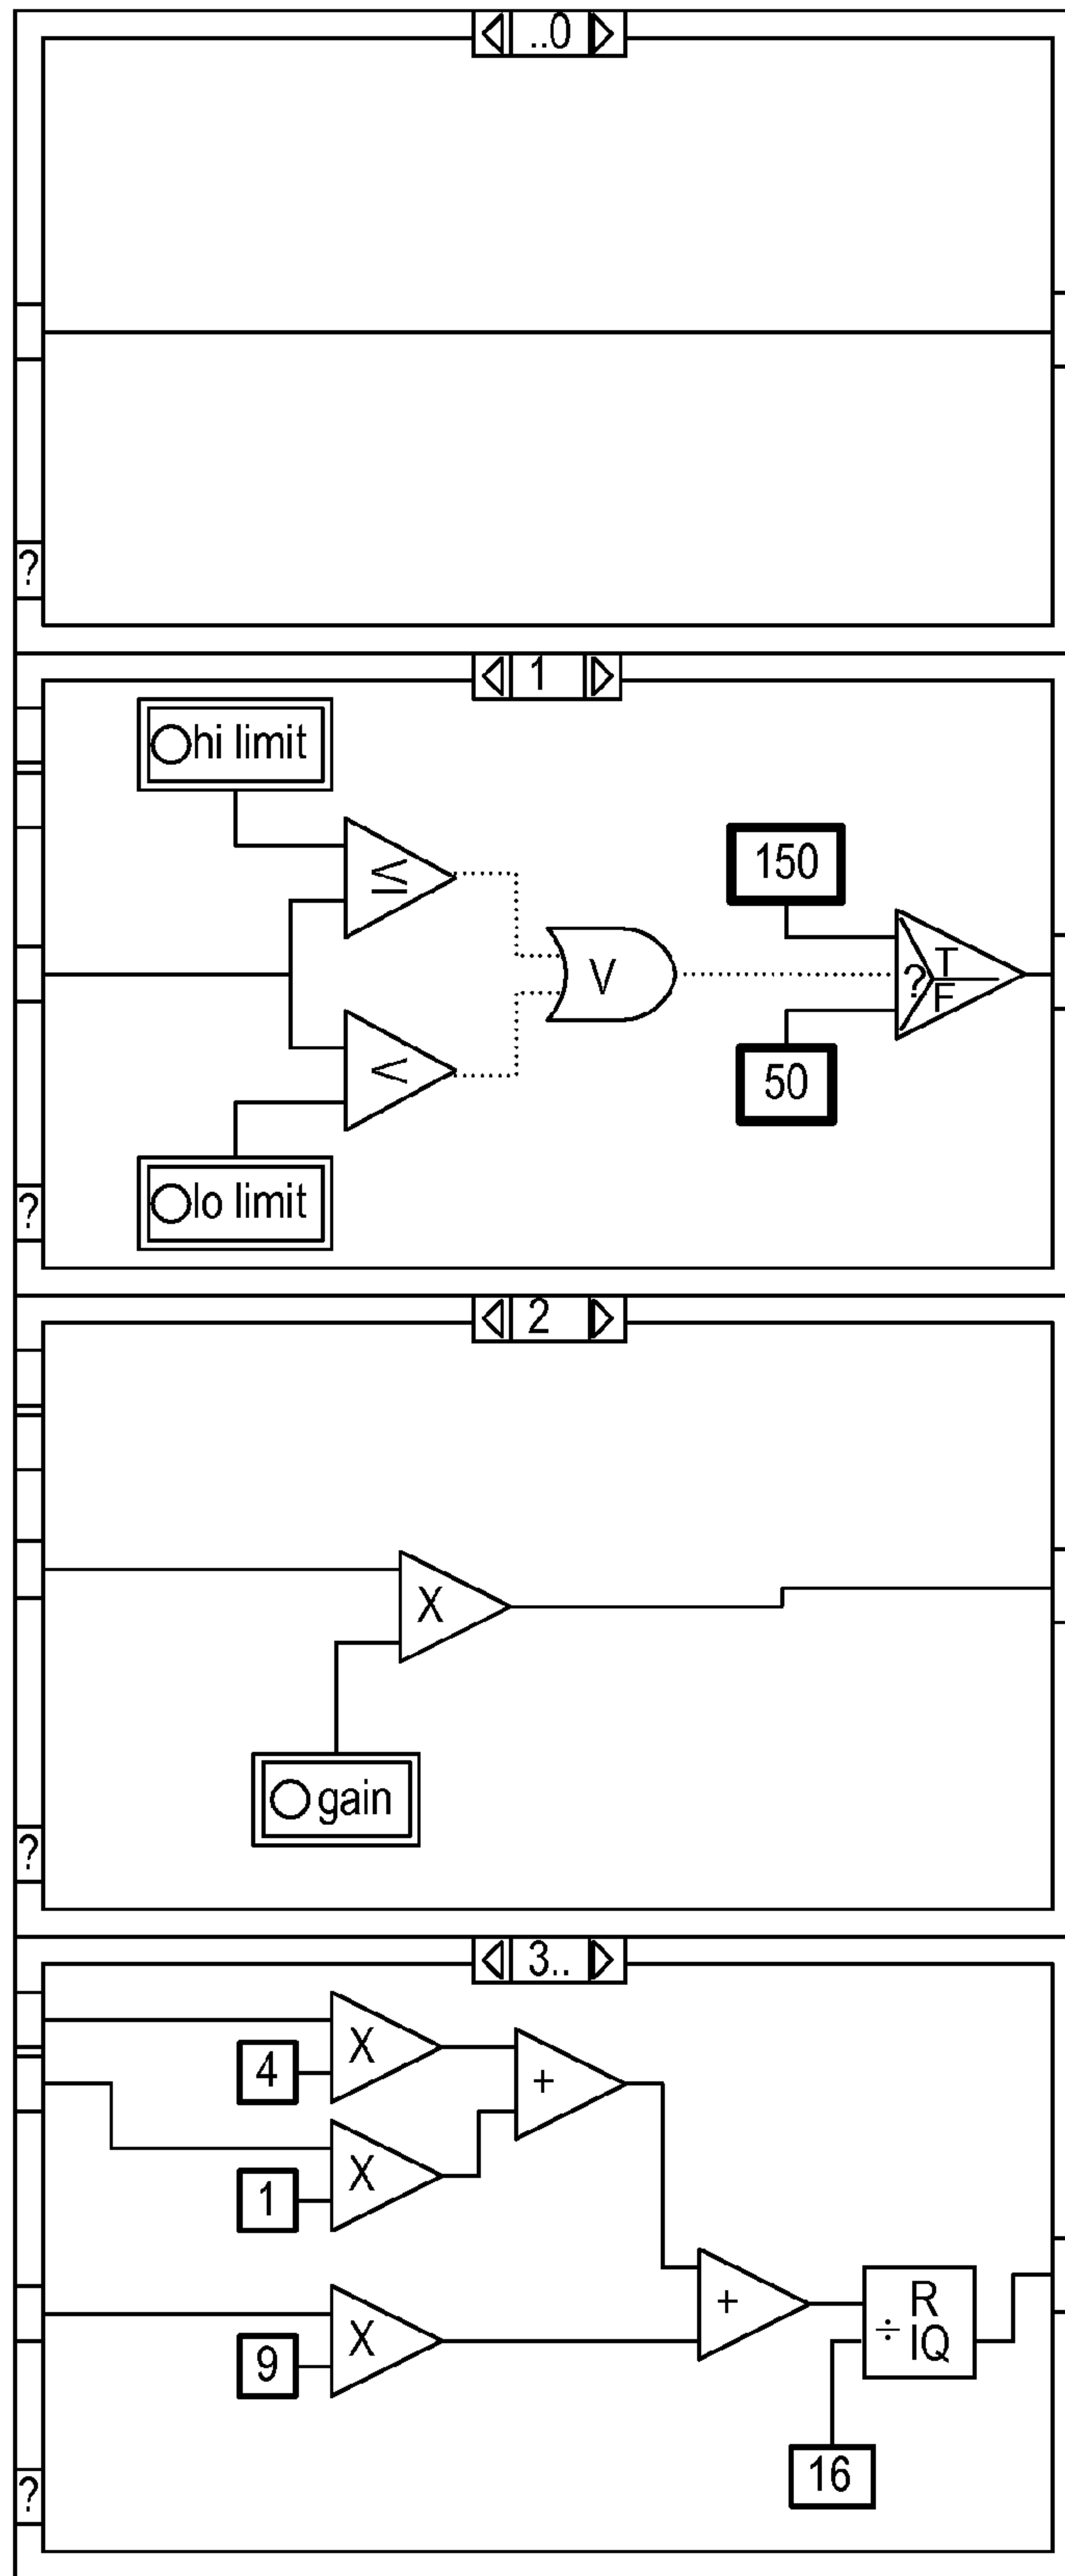 ..0
?
1
hi limit
≤
150
V
? T
F
<
50
lo limit
?
2
X
gain
?
3..
X
4
+
X
1
+
R
÷ IQ
X
9
16
?